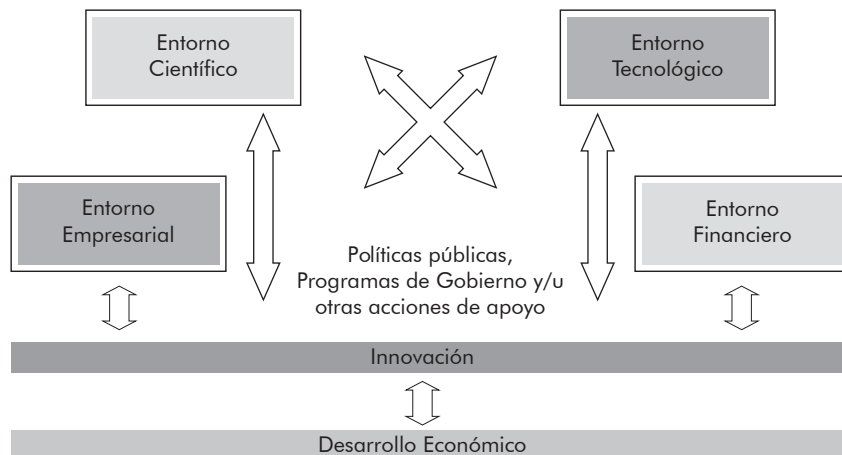 Entorno
Científico
Entorno
Tecnológico
Entorno
Empresarial
Entorno
Financiero
Políticas públicas,
Programas de Gobierno y/u
otras acciones de apoyo
Innovación
Desarrollo Económico